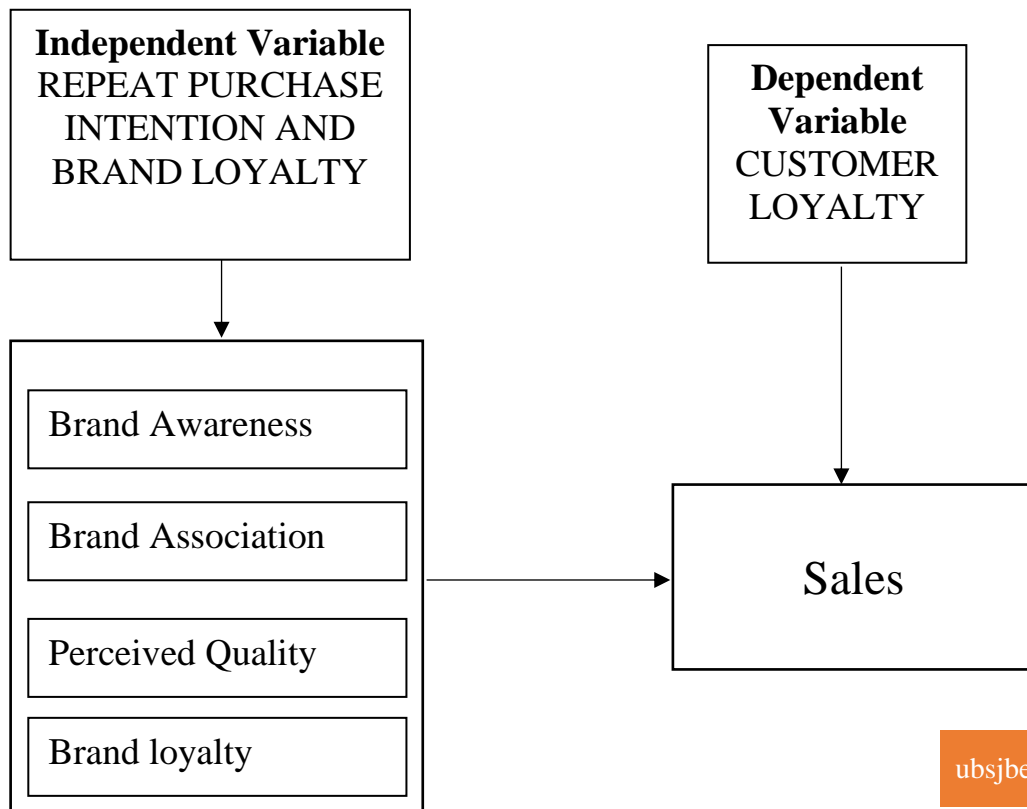 Independent Variable
REPEAT PURCHASE
INTENTION AND
BRAND LOYALTY
Dependent
Variable
CUSTOMER
LOYALTY
Brand Awareness
Brand Association
Perceived Quality
Brand loyalty
Sales